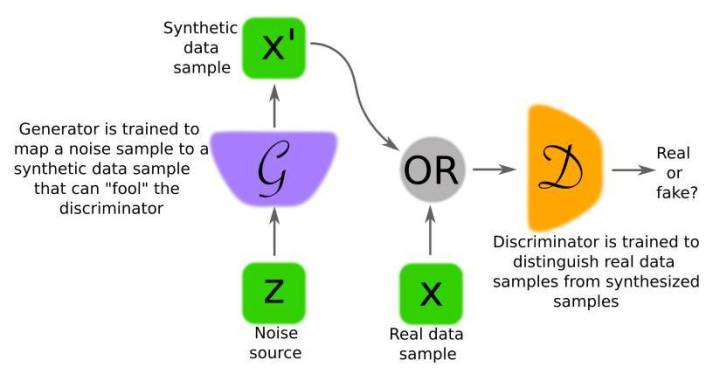 Synthetic
data
sample
x'
Generator is trained to
map a noise sample to a
synthetic data sample
that can "fool" the
discriminator
G
OR
D
Real
or
fake?
Discriminator is trained to
distinguish real data
samples from synthesized
samples
z
Noise
source
x
Real data
sample